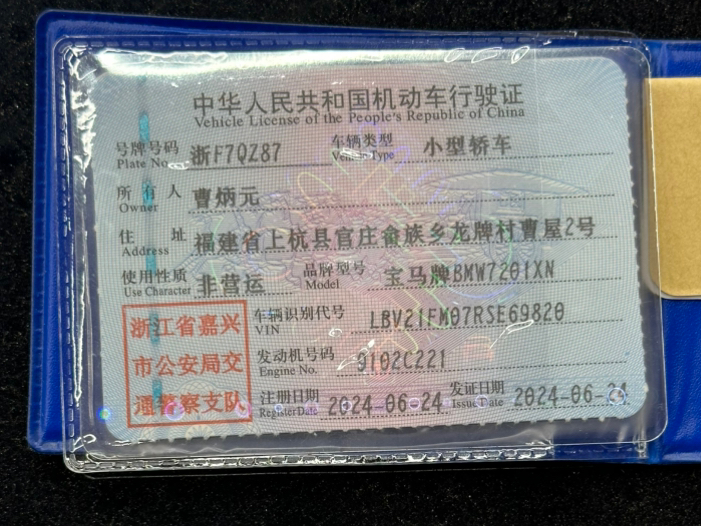 中华人民共和国机动车行驶证
Vehicle License of the People's Republic of China
号牌号码 浙F7QZ87 车辆类型 小型轿车
Plate No. Vehicle Type
所有人 曹炳元
Owner
住址 福建省上杭县官庄畲族乡龙牌村曹屋2号
Address
使用性质 非营运 品牌型号 宝马牌BMW7201XN
Use Character Model
浙江省嘉兴
市公安局交
通警察支队
车辆识别代号 LBV21FM07RSE69820
VIN
发动机号码 9102C221
Engine No.
注册日期 2024-06-24 发证日期 2024-06-24
Register Date Issue Date